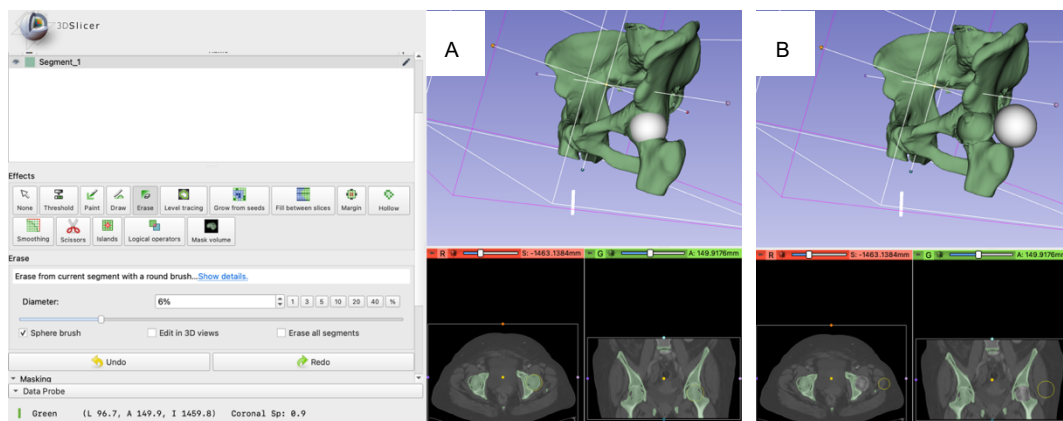 3DSlicer
Segment_1
Effects
None Threshold Paint Draw Erase Level tracing Grow from seeds Fill between slices Margin Hollow
Smoothing Scissors Islands Logical operators Mask volume
Erase
Erase from current segment with a round brush...Show details.
Diameter: 6% 1 3 5 10 20 40 %
Sphere brush Edit in 3D views Erase all segments
Undo Redo
Masking
Data Probe
Green (L 96.7, A 149.9, I 1459.8) Coronal Sp: 0.9
A
R S: -1463.1384mm G A: 149.9176mm
B
R S: -1463.1384mm G A: 149.9176mm